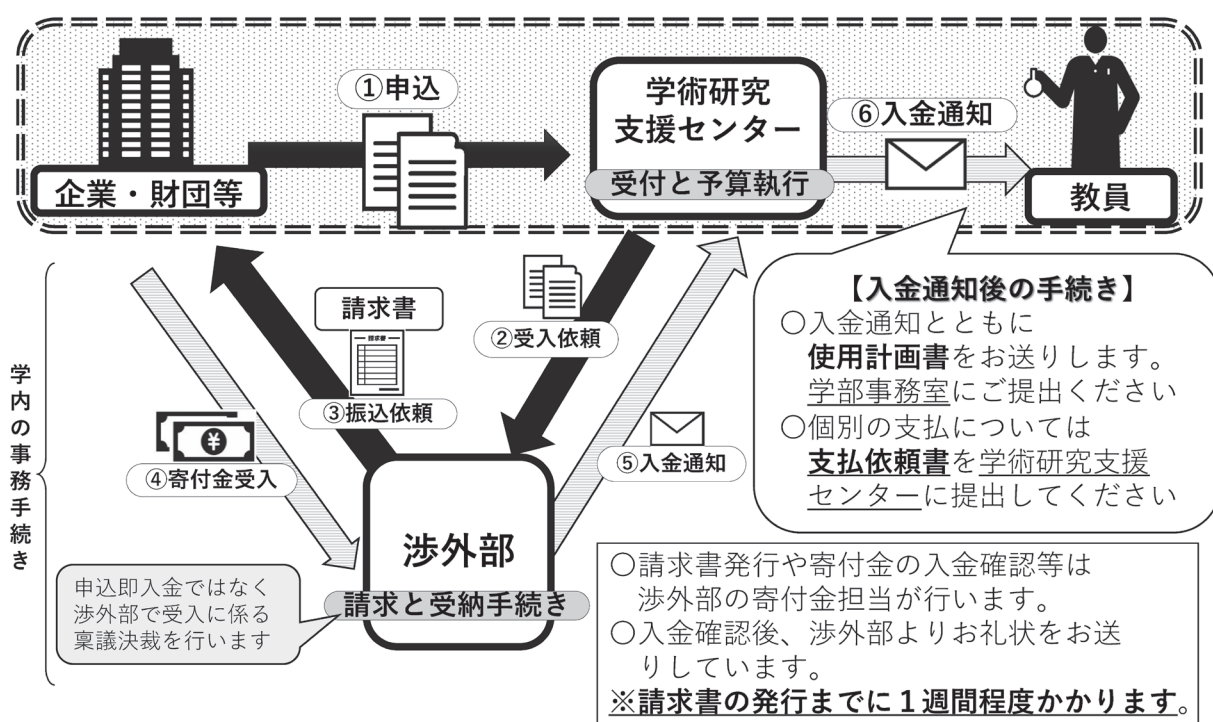 ①申込
学術研究
支援センター
受付と予算執行
⑥入金通知
企業・財団等
教員
学内の事務手続き
請求書
請求書
②受入依頼
③振込依頼
④寄付金受入
¥
⑤入金通知
渉外部
請求と受納手続き
申込即入金ではなく
渉外部で受入に係る
稟議決裁を行います
【入金通知後の手続き】
○入金通知とともに
使用計画書をお送りします。
学部事務室にご提出ください
○個別の支払については
支払依頼書を学術研究支援
センターに提出してください
○請求書発行や寄付金の入金確認等は
渉外部の寄付金担当が行います。
○入金確認後、渉外部よりお礼状をお送
りしています。
※請求書の発行までに１週間程度かかります。